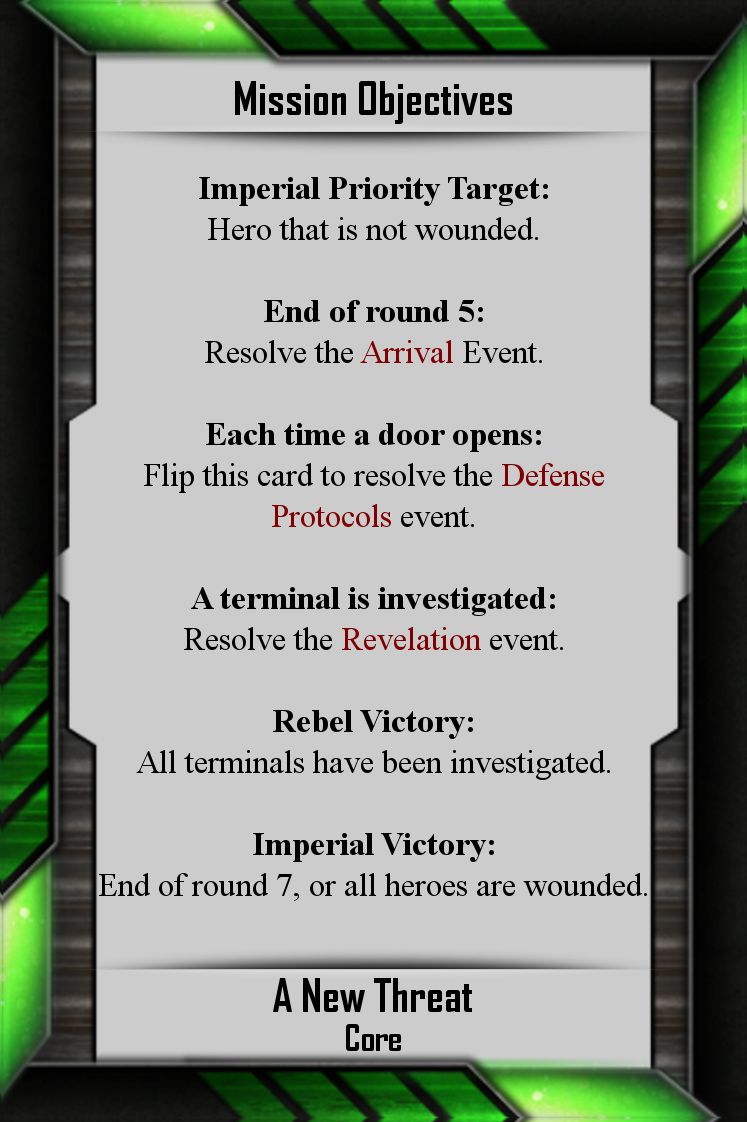 Mission Objectives
Imperial Priority Target:
Hero that is not wounded.
End of round 5:
Resolve the Arrival Event.
Each time a door opens:
Flip this card to resolve the Defense
Protocols event.
A terminal is investigated:
Resolve the Revelation event.
Rebel Victory:
All terminals have been investigated.
Imperial Victory:
End of round 7, or all heroes are wounded.
A New Threat
Core